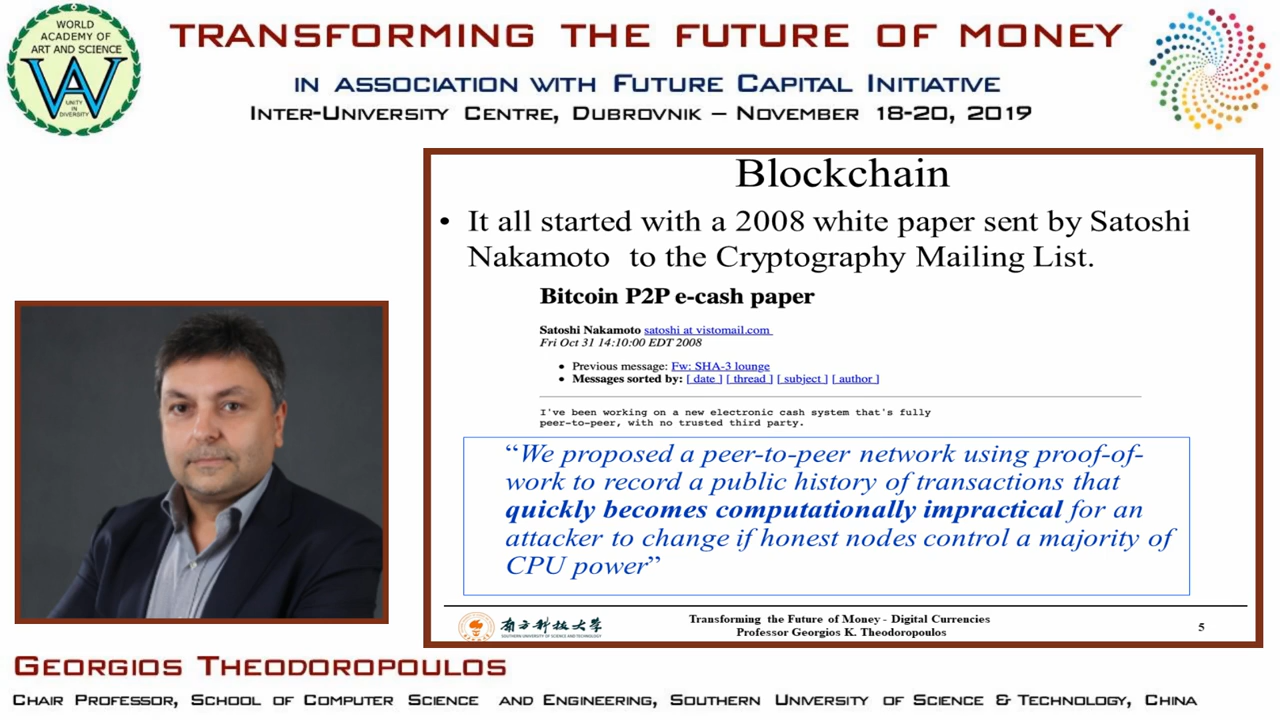 WORLD
ACADEMY OF
ART AND SCIENCE
UNITY
IN
DIVERSITY
TRANSFORMING THE FUTURE OF MONEY
IN ASSOCIATION WITH FUTURE CAPITAL INITIATIVE
INTER-UNIVERSITY CENTRE, DUBROVNIK – NOVEMBER 18-20, 2019
Blockchain
• It all started with a 2008 white paper sent by Satoshi
Nakamoto to the Cryptography Mailing List.
Bitcoin P2P e-cash paper
Satoshi Nakamoto satoshi at vistomail.com
Fri Oct 31 14:10:00 EDT 2008
• Previous message: Fw: SHA-3 lounge
• Messages sorted by: [ date ] [ thread ] [ subject ] [ author ]
I've been working on a new electronic cash system that's fully
peer-to-peer, with no trusted third party.
“We proposed a peer-to-peer network using proof-of-
work to record a public history of transactions that
quickly becomes computationally impractical for an
attacker to change if honest nodes control a majority of
CPU power”
南方科技大学
SOUTHERN UNIVERSITY OF SCIENCE AND TECHNOLOGY
Transforming the Future of Money - Digital Currencies
Professor Georgios K. Theodoropoulos
5
GEORGIOS THEODOROPOULOS
CHAIR PROFESSOR, SCHOOL OF COMPUTER SCIENCE AND ENGINEERING, SOUTHERN UNIVERSITY OF SCIENCE & TECHNOLOGY, CHINA